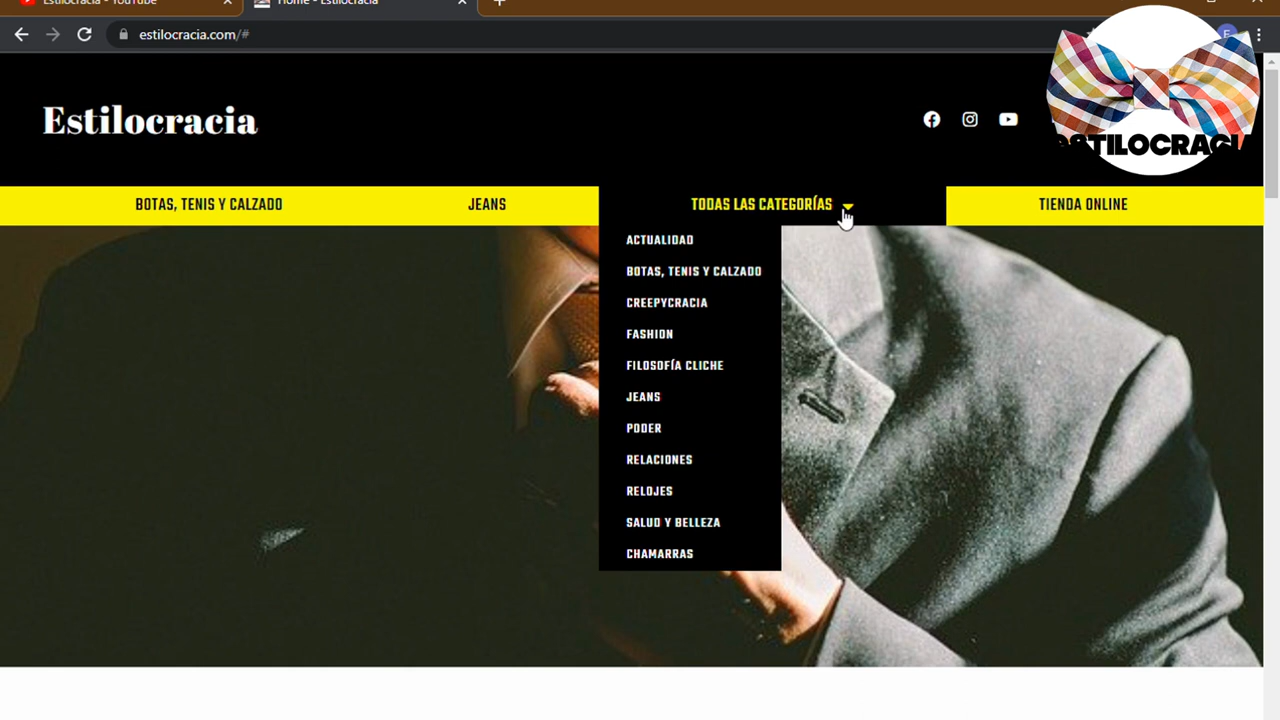 Estilocracia - YouTube
Home - Estilocracia
estilocracia.com/#
Estilocracia
ESTILOCRACIA
BOTAS, TENIS Y CALZADO
JEANS
TODAS LAS CATEGORÍAS
TIENDA ONLINE
ACTUALIDAD
BOTAS, TENIS Y CALZADO
CREEPYCRACIA
FASHION
FILOSOFÍA CLICHE
JEANS
PODER
RELACIONES
RELOJES
SALUD Y BELLEZA
CHAMARRAS